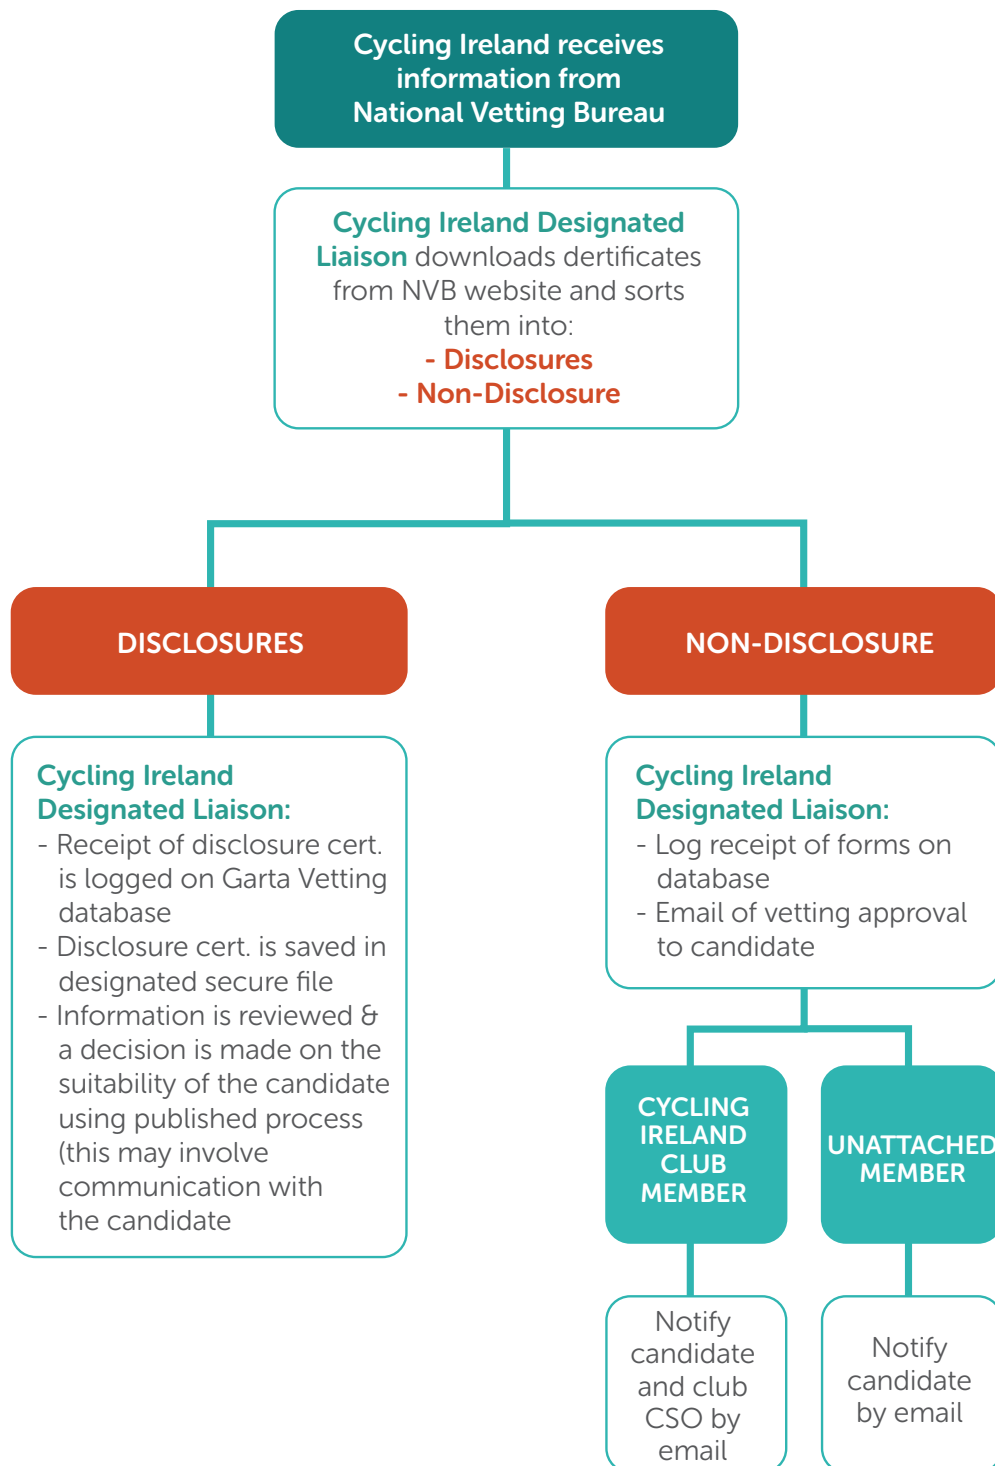 Cycling Ireland receives
information from
National Vetting Bureau
Cycling Ireland Designated
Liaison downloads dertificates
from NVB website and sorts
them into:
- Disclosures
- Non-Disclosure
DISCLOSURES
Cycling Ireland
Designated Liaison:
- Receipt of disclosure cert.
is logged on Garta Vetting
database
- Disclosure cert. is saved in
designated secure file
- Information is reviewed &
a decision is made on the
suitability of the candidate
using published process
(this may involve
communication with
the candidate
NON-DISCLOSURE
Cycling Ireland
Designated Liaison:
- Log receipt of forms on
database
- Email of vetting approval
to candidate
CYCLING
IRELAND
CLUB
MEMBER
Notify
candidate
and club
CSO by
email
UNATTACHED
MEMBER
Notify
candidate
by email